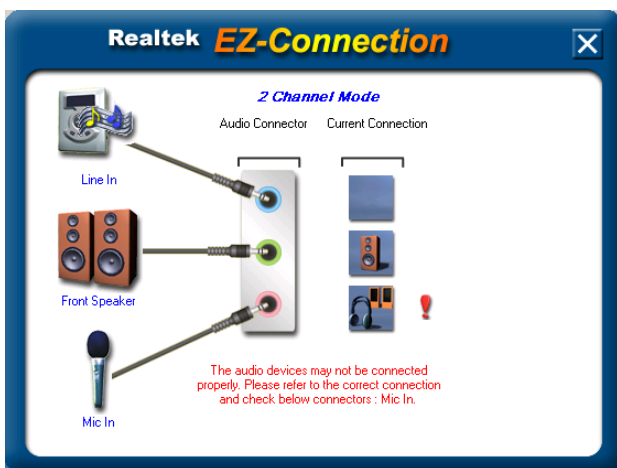 Realtek EZ-Connection
2 Channel Mode
Audio Connector Current Connection
Line In
Front Speaker
Mic In
The audio devices may not be connected
properly. Please refer to the correct connection
and check below connectors : Mic In.